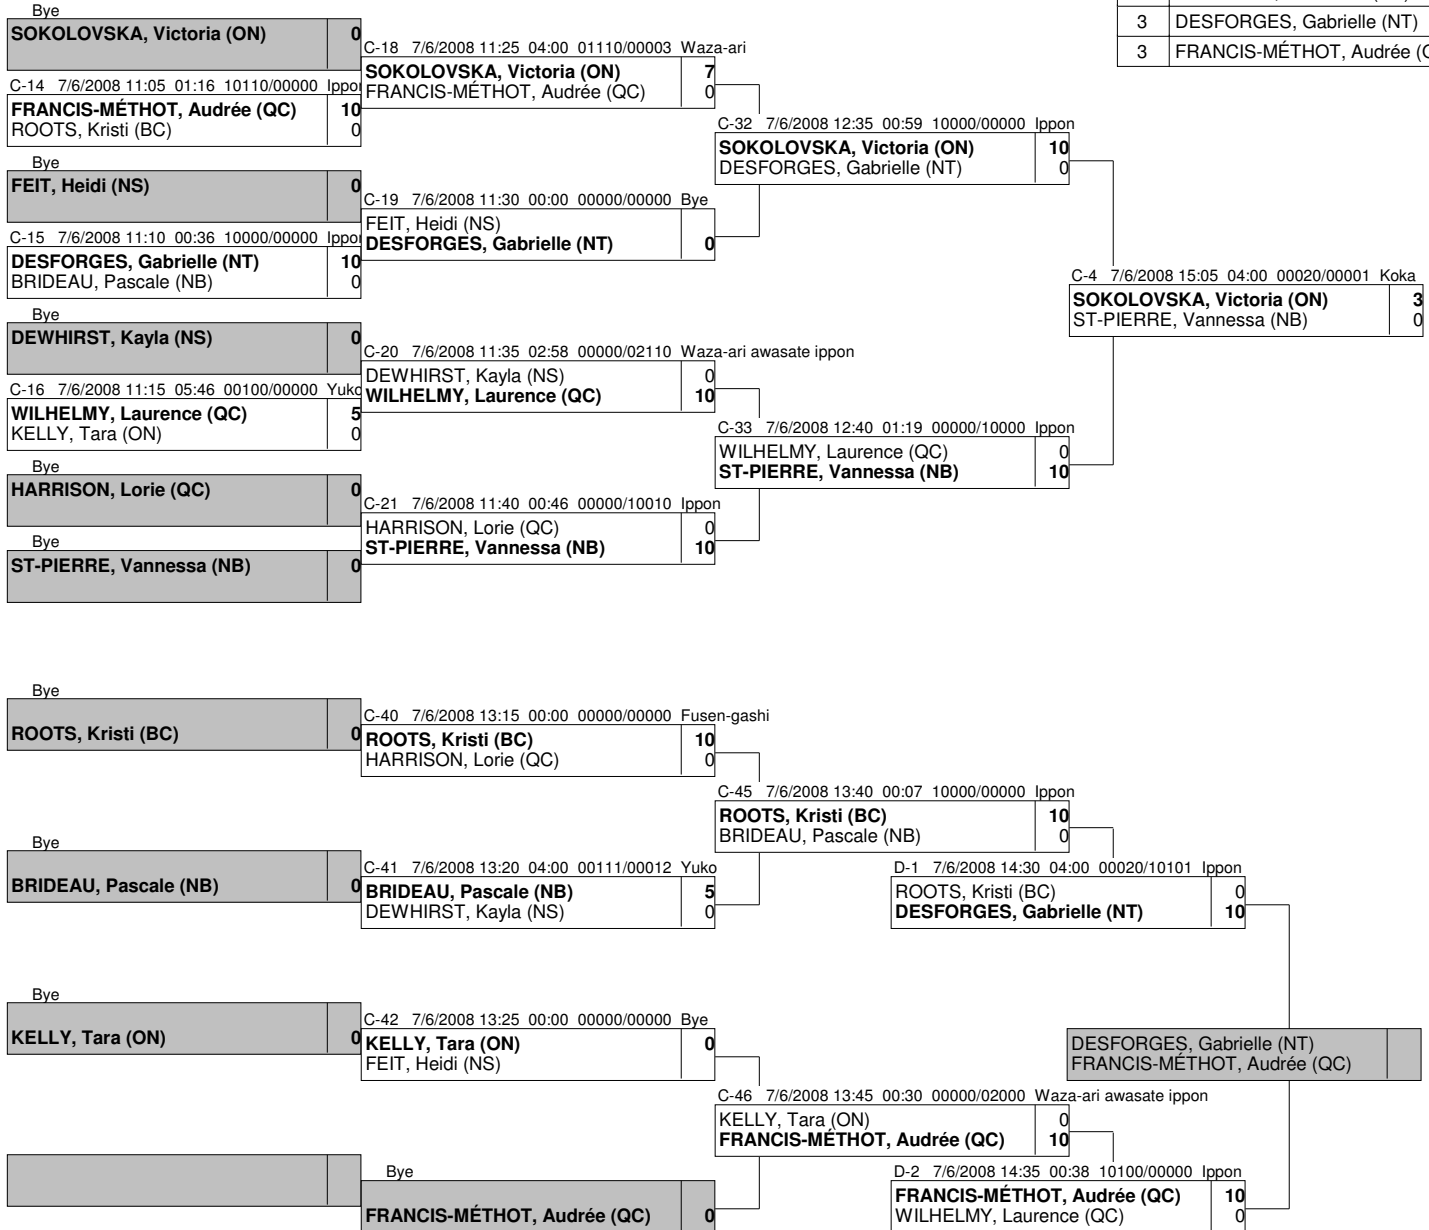 Bye
SOKOLOVSKA, Victoria (ON) 0
C-14 7/6/2008 11:05 01:16 10110/00000 Ippon
FRANCIS-MÉTHOT, Audrée (QC) 10
ROOTS, Kristi (BC) 0
Bye
FEIT, Heidi (NS) 0
C-15 7/6/2008 11:10 00:36 10000/00000 Ippon
DESFORGES, Gabrielle (NT) 10
BRIDEAU, Pascale (NB) 0
Bye
DEWHIRST, Kayla (NS) 0
C-16 7/6/2008 11:15 05:46 00100/00000 Yuko
WILHELMY, Laurence (QC) 5
KELLY, Tara (ON) 0
Bye
HARRISON, Lorie (QC) 0
Bye
ST-PIERRE, Vannessa (NB) 0
C-18 7/6/2008 11:25 04:00 01110/00003 Waza-ari
SOKOLOVSKA, Victoria (ON) 7
FRANCIS-MÉTHOT, Audrée (QC) 0
C-19 7/6/2008 11:30 00:00 00000/00000 Bye
FEIT, Heidi (NS)
DESFORGES, Gabrielle (NT) 0
C-20 7/6/2008 11:35 02:58 00000/02110 Waza-ari awasate ippon
DEWHIRST, Kayla (NS) 0
WILHELMY, Laurence (QC) 10
C-21 7/6/2008 11:40 00:46 00000/10010 Ippon
HARRISON, Lorie (QC) 0
ST-PIERRE, Vannessa (NB) 10
C-32 7/6/2008 12:35 00:59 10000/00000 Ippon
SOKOLOVSKA, Victoria (ON) 10
DESFORGES, Gabrielle (NT) 0
C-33 7/6/2008 12:40 01:19 00000/10000 Ippon
WILHELMY, Laurence (QC) 0
ST-PIERRE, Vannessa (NB) 10
C-4 7/6/2008 15:05 04:00 00020/00001 Koka
SOKOLOVSKA, Victoria (ON) 3
ST-PIERRE, Vannessa (NB) 0
3 DESFORGES, Gabrielle (NT)
3 FRANCIS-MÉTHOT, Audrée (
Bye
ROOTS, Kristi (BC) 0
Bye
BRIDEAU, Pascale (NB) 0
Bye
KELLY, Tara (ON) 0
C-40 7/6/2008 13:15 00:00 00000/00000 Fusen-gashi
ROOTS, Kristi (BC) 10
HARRISON, Lorie (QC) 0
C-41 7/6/2008 13:20 04:00 00111/00012 Yuko
BRIDEAU, Pascale (NB) 5
DEWHIRST, Kayla (NS) 0
C-42 7/6/2008 13:25 00:00 00000/00000 Bye
KELLY, Tara (ON) 0
FEIT, Heidi (NS)
Bye
FRANCIS-MÉTHOT, Audrée (QC) 0
C-45 7/6/2008 13:40 00:07 10000/00000 Ippon
ROOTS, Kristi (BC) 10
BRIDEAU, Pascale (NB) 0
C-46 7/6/2008 13:45 00:30 00000/02000 Waza-ari awasate ippon
KELLY, Tara (ON) 0
FRANCIS-MÉTHOT, Audrée (QC) 10
D-1 7/6/2008 14:30 04:00 00020/10101 Ippon
ROOTS, Kristi (BC) 0
DESFORGES, Gabrielle (NT) 10
D-2 7/6/2008 14:35 00:38 10100/00000 Ippon
FRANCIS-MÉTHOT, Audrée (QC) 10
WILHELMY, Laurence (QC) 0
DESFORGES, Gabrielle (NT)
FRANCIS-MÉTHOT, Audrée (QC)